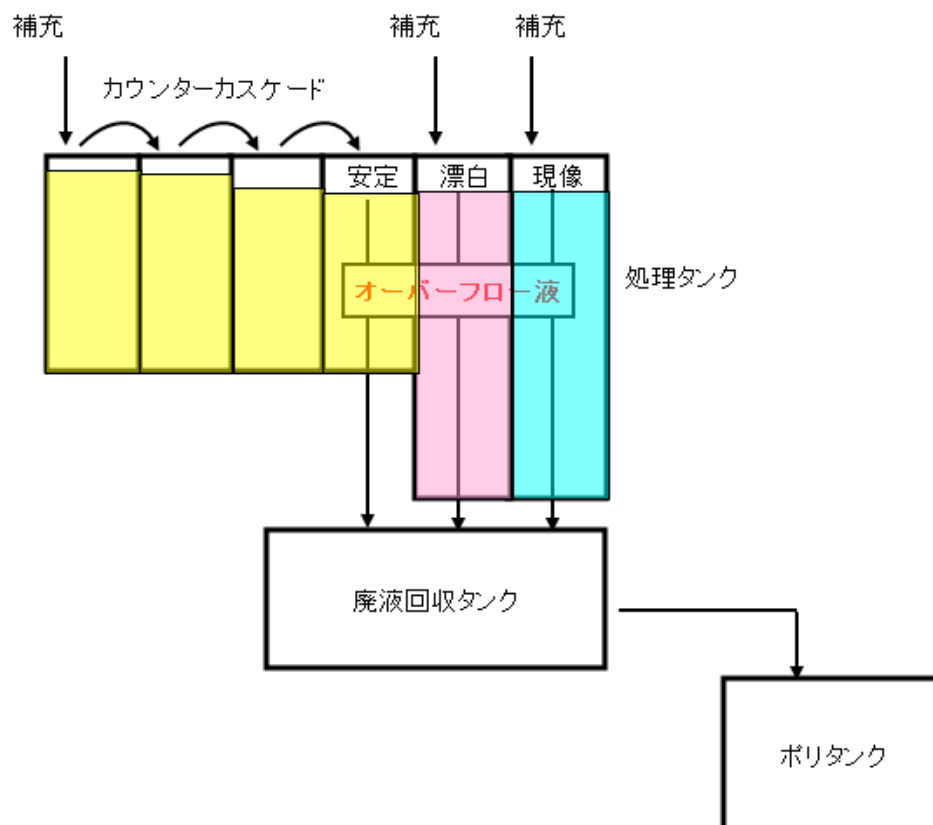 補充
補充
補充
カウンターカスケード
安定
漂白
現像
オーバーフロー液
処理タンク
廃液回収タンク
ポリタンク